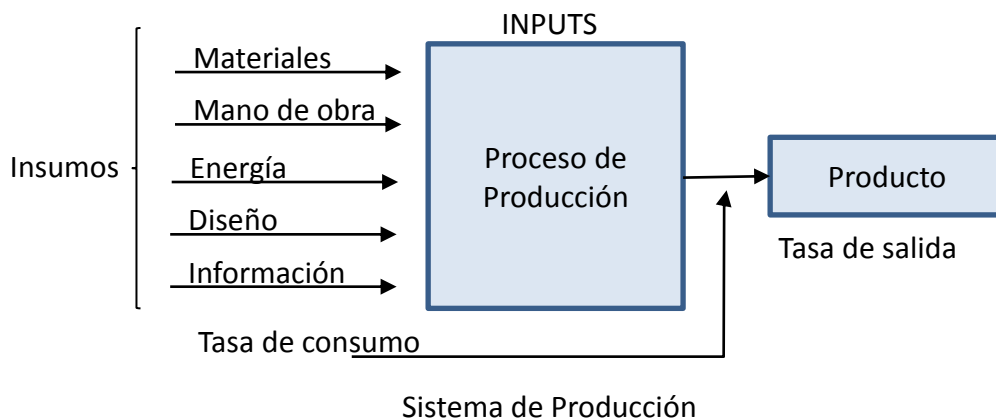 INPUTS
Insumos
Materiales
Mano de obra
Energía
Diseño
Información
Proceso de
Producción
Producto
Tasa de salida
Tasa de consumo
Sistema de Producción